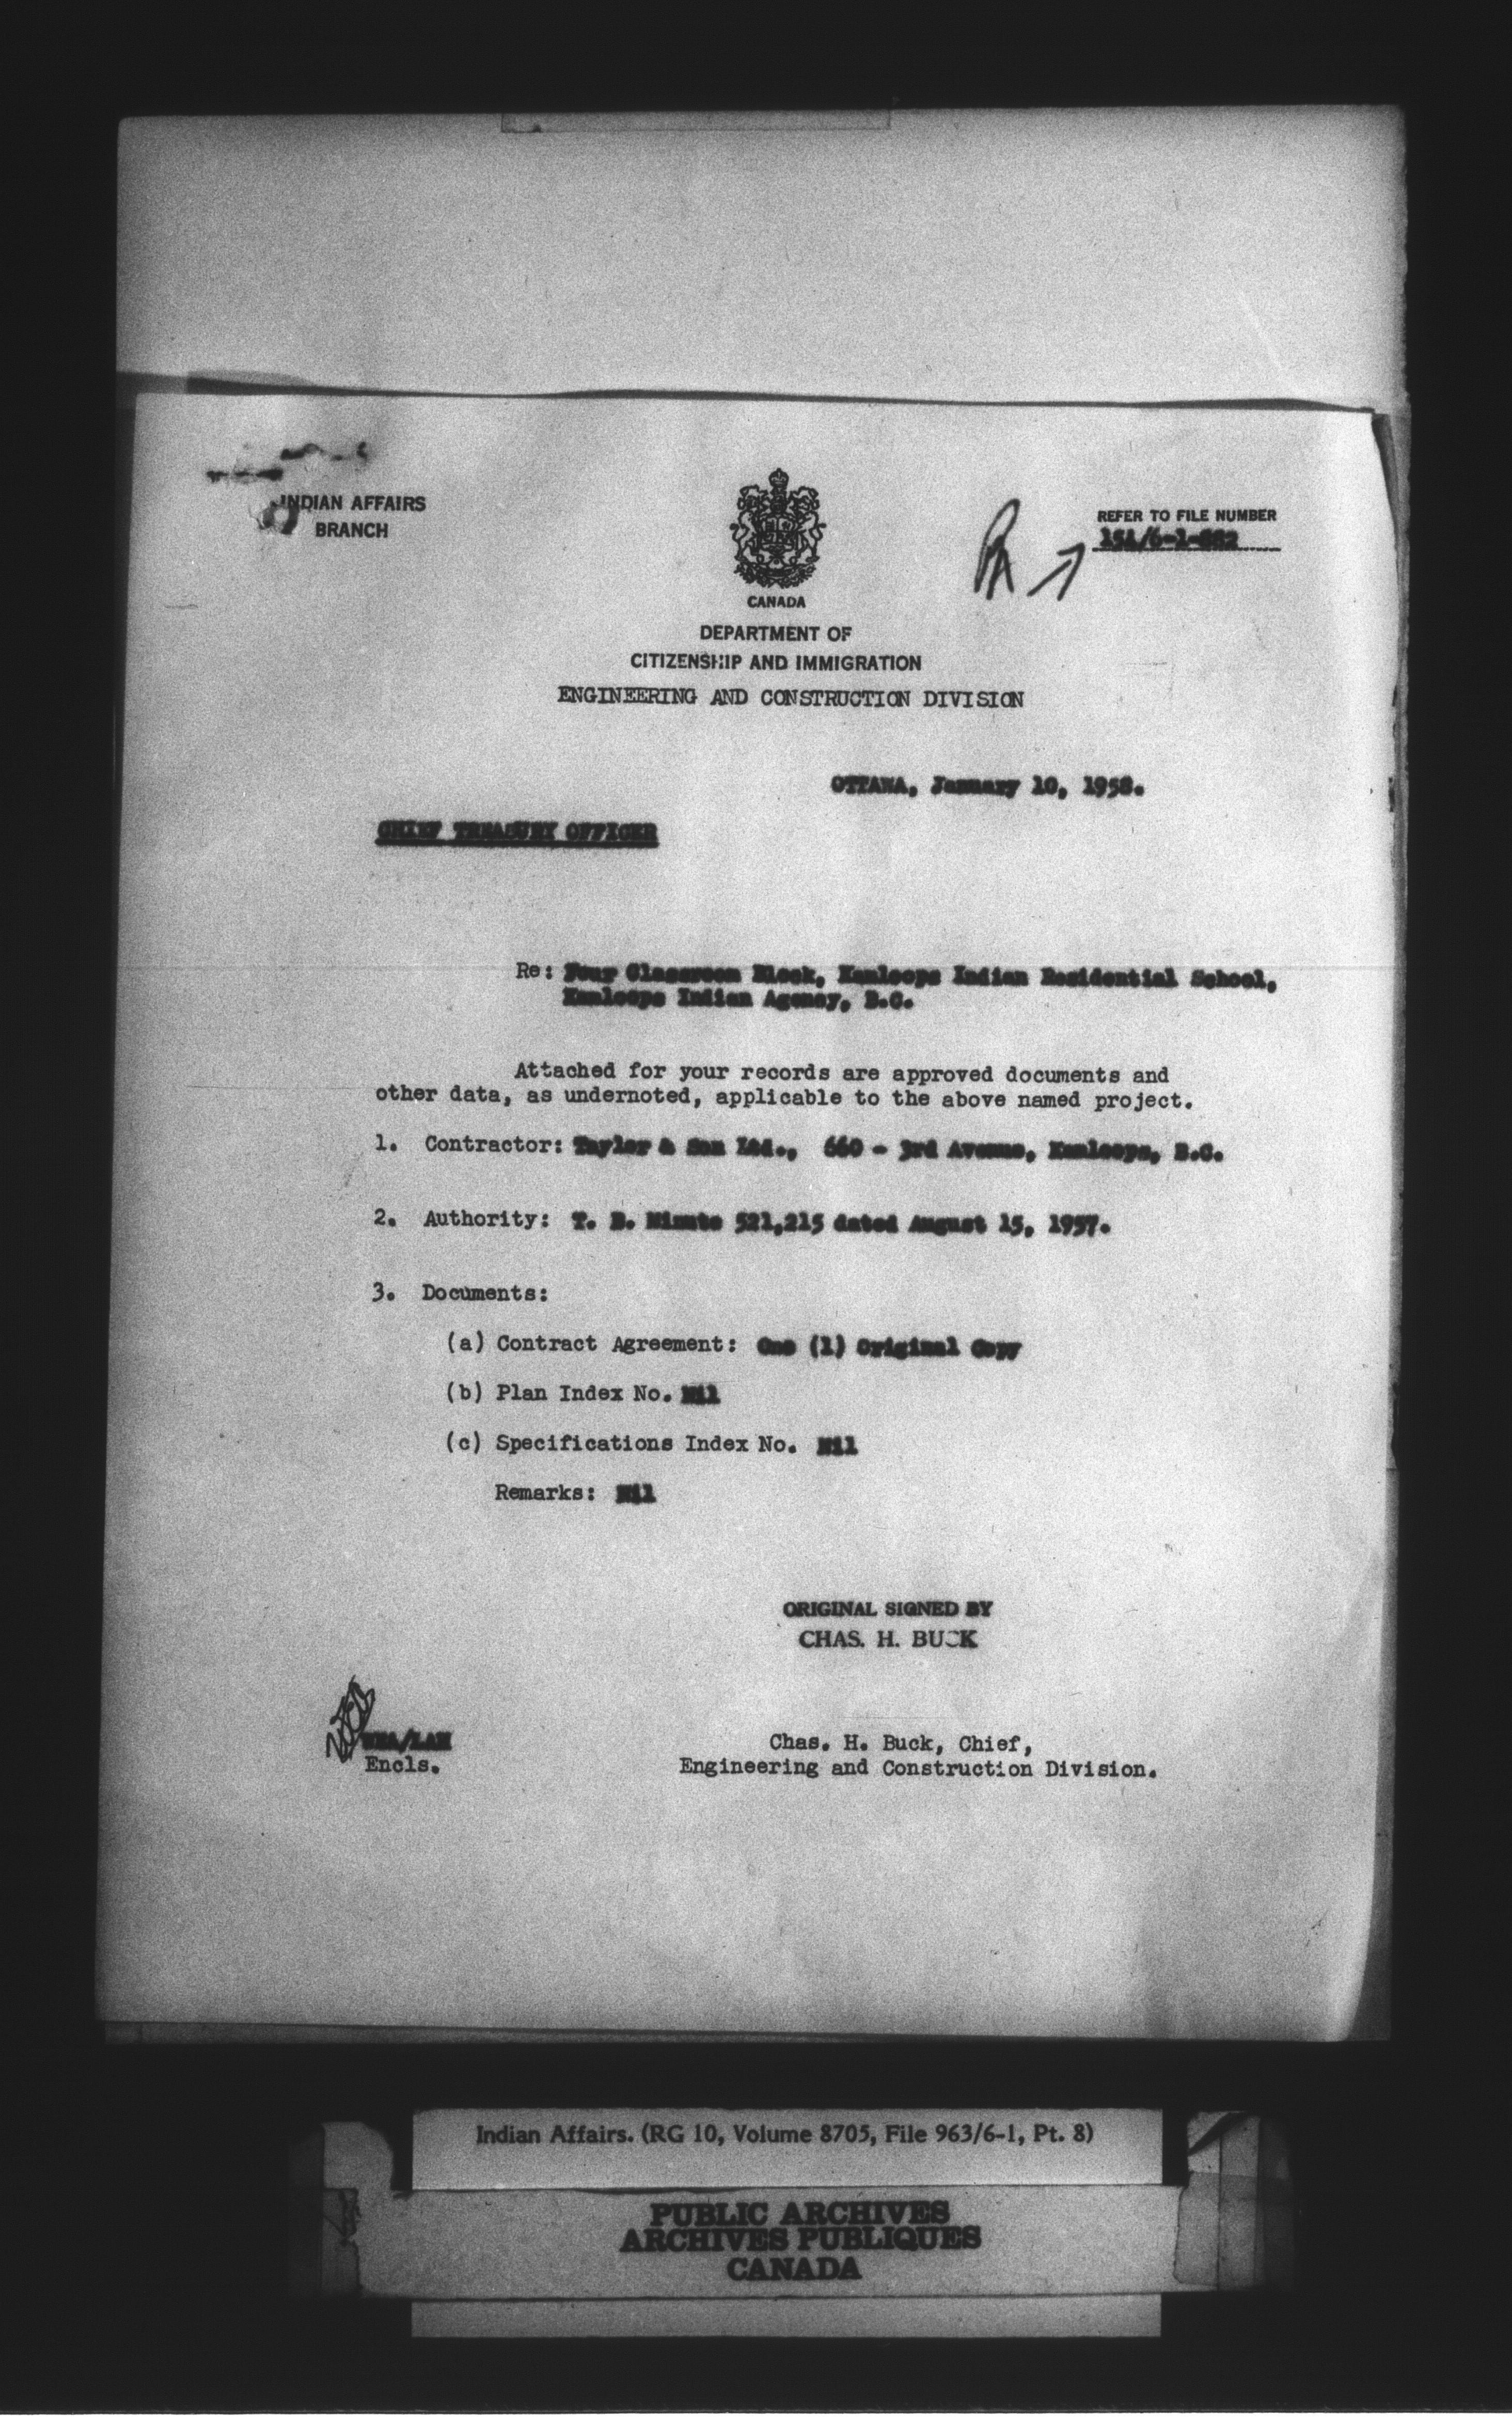 INDIAN AFFAIRS
BRANCH
REFER TO FILE NUMBER
CANADA
DEPARTMENT OF
CITIZENSHIP AND IMMIGRATION
ENGINEERING AND CONSTRUCTION DIVISION
OTTAWA, January 10, 1958.
CHIEF TREASURY OFFICER
Re: Four Classroom Block, Kamloops Indian Residential School,
Kamloops Indian Agency, B.C.
Attached for your records are approved documents and
other data, as undernoted, applicable to the above named project.
1. Contractor: Taylor & Son Ltd., 660 - 3rd Avenue, Kamloops, B.C.
2. Authority: T. B. Minute 521,215 dated August 15, 1957.
3. Documents:
(a) Contract Agreement: One (1) Original Copy
(b) Plan Index No. Nil
(c) Specifications Index No. Nil
Remarks: Nil
ORIGINAL SIGNED BY
CHAS. H. BUCK
Encls.
Chas. H. Buck, Chief,
Engineering and Construction Division.
Indian Affairs. (RG 10, Volume 8705, File 963/6-1, Pt. 8)
PUBLIC ARCHIVES
ARCHIVES PUBLIQUES
CANADA